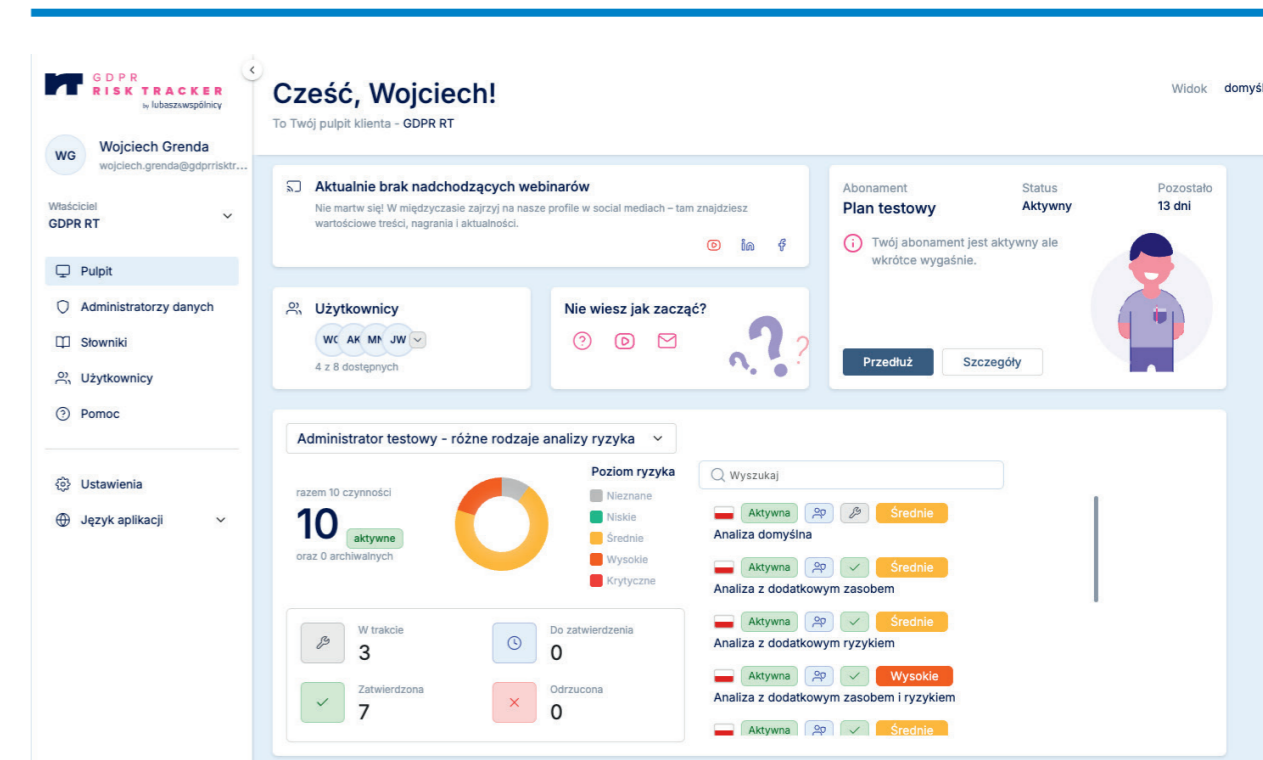 GDPR
RISK TRACKER
by lubasz&wspólnicy
WG
Wojciech Grenda
wojciech.grenda@gdprrisktr...
Właściciel
GDPR RT
Pulpit
Administratorzy danych
Słowniki
Użytkownicy
Pomoc
Ustawienia
Język aplikacji
Cześć, Wojciech!
To Twój pulpit klienta - GDPR RT
Widok
Aktualnie brak nadchodzących webinarów
Nie martw się! W międzyczasie zajrzyj na nasze profile w social mediach – tam znajdziesz
wartościowe treści, nagrania i aktualności.
Abonament
Plan testowy
Status
Aktywny
Pozostało
13 dni
Twój abonament jest aktywny ale
wkrótce wygaśnie.
Przedłuż
Szczegóły
Użytkownicy
AK JW
4 z 8 dostępnych
Nie wiesz jak zacząć?
Administrator testowy - różne rodzaje analizy ryzyka
razem 10 czynności
10 aktywne
oraz 0 archiwalnych
Poziom ryzyka
Nieznane
Niskie
Średnie
Wysokie
Krytyczne
W trakcie
3
Do zatwierdzenia
0
Zatwierdzona
7
Odrzucona
0
Wyszukaj
Aktywna Średnie
Analiza domyślna
Aktywna Średnie
Analiza z dodatkowym zasobem
Aktywna Średnie
Analiza z dodatkowym ryzykiem
Aktywna Wysokie
Analiza z dodatkowym zasobem i ryzykiem
Aktywna Średnie